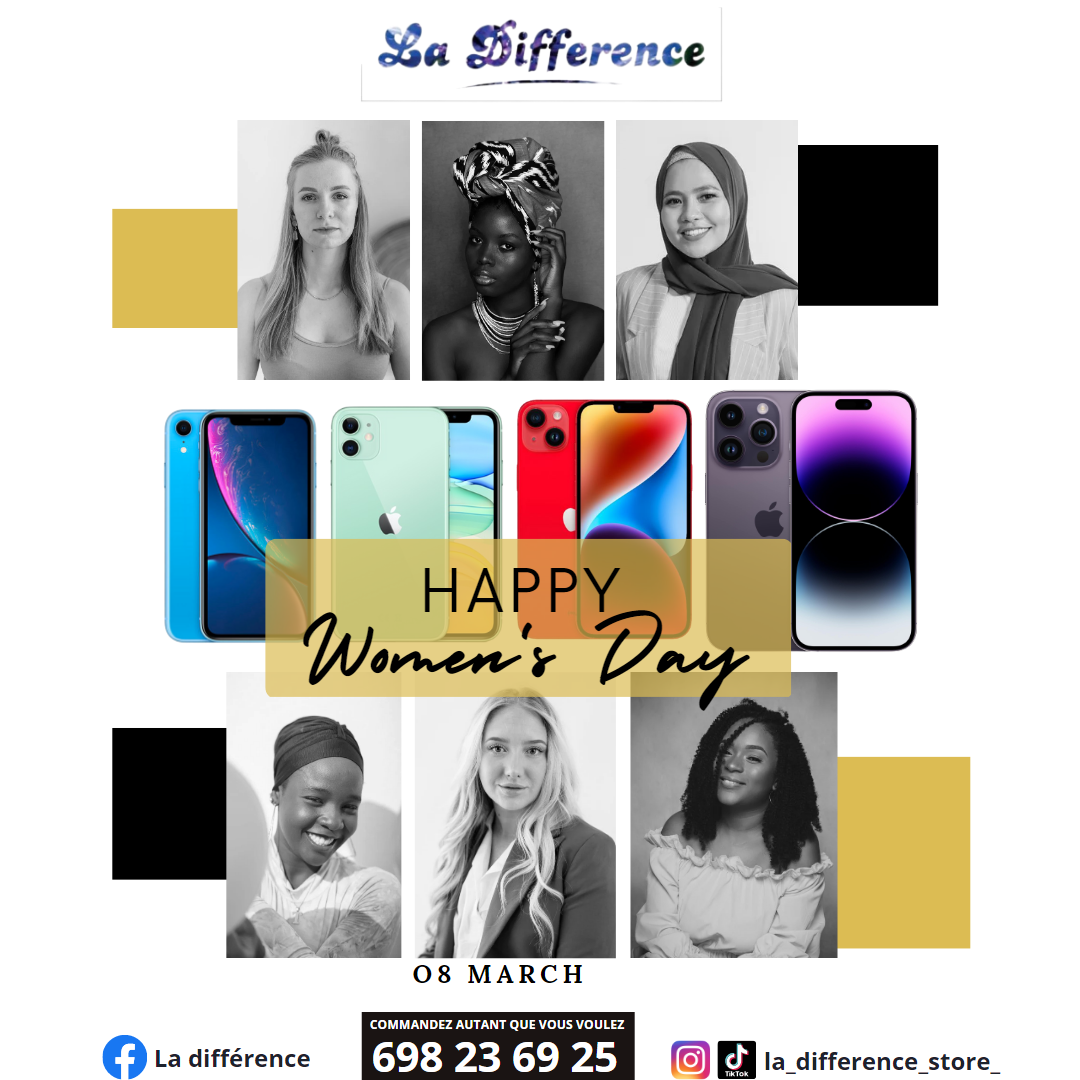 La Difference
HAPPY
Women's Day
08 MARCH
COMMANDEZ AUTANT QUE VOUS VOULEZ
698 23 69 25
La différence
TikTok
la_difference_store_